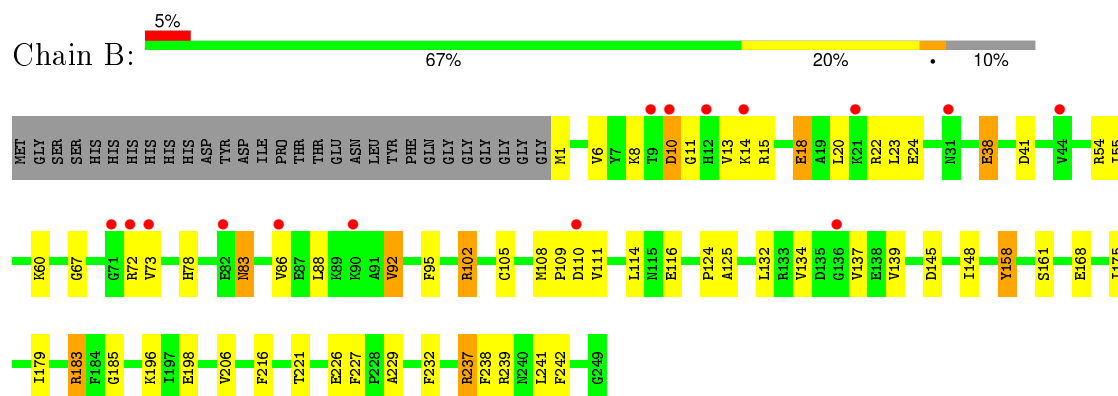 5%
Chain B:
67% 20% • 10%
MET GLY SER SER HIS HIS HIS HIS HIS HIS ASP TYR ASP ILE PRO THR THR GLU ASN LEU TYR PHE GLN GLY GLY GLY GLY GLY M1 V6 Y7 K8 T9 D10 G11 H12 V13 K14 R15 E18 A19 L20 K21 R22 L23 E24 N31 E38 D41 V44 R54 I55
K60 G67 G71 R72 V73 H78 E82 N83 V86 E87 L88 K89 K90 A91 V92 F95 R102 C105 M108 P109 D110 V111 L114 N115 E116 P124 A125 L132 R133 V134 D135 G136 V137 E138 V139 D145 I148 Y158 S161 E168 I175
I179 R183 F184 G185 K196 I197 E198 V206 F216 T221 E226 F227 P228 A229 F232 R237 F238 R239 N240 L241 F242 G249